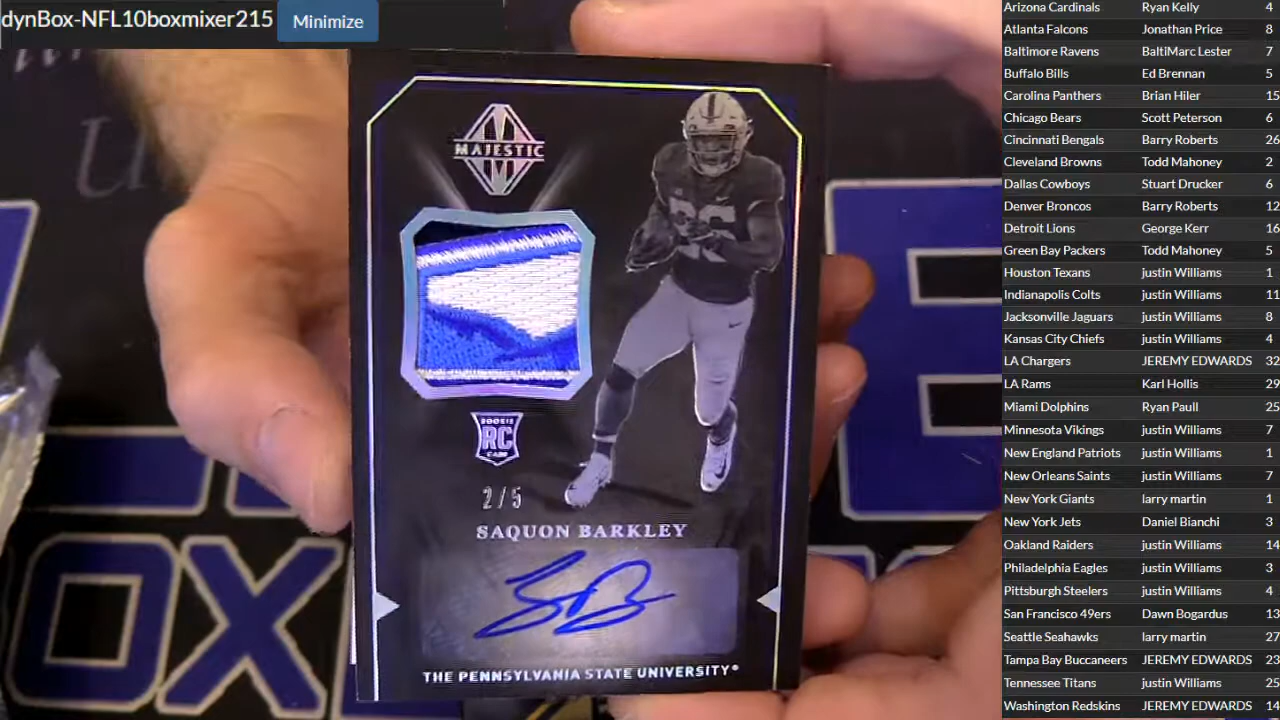 dynBox-NFL10boxmixer215
Minimize
MAJESTIC
ROOKIE
RC
CARD
2/5
SAQUON BARKLEY
THE PENNSYLVANIA STATE UNIVERSITY®
OX
Arizona Cardinals Ryan Kelly 4
Atlanta Falcons Jonathan Price 8
Baltimore Ravens BaltiMarc Lester 7
Buffalo Bills Ed Brennan 5
Carolina Panthers Brian Hiler 15
Chicago Bears Scott Peterson 6
Cincinnati Bengals Barry Roberts 26
Cleveland Browns Todd Mahoney 2
Dallas Cowboys Stuart Drucker 6
Denver Broncos Barry Roberts 12
Detroit Lions George Kerr 16
Green Bay Packers Todd Mahoney 7
Houston Texans justin Williams 1
Indianapolis Colts justin Williams 11
Jacksonville Jaguars justin Williams 8
Kansas City Chiefs justin Williams 4
LA Chargers JEREMY EDWARDS 32
LA Rams Karl Hollis 29
Miami Dolphins Ryan Paul 25
Minnesota Vikings justin Williams 7
New England Patriots justin Williams 1
New Orleans Saints justin Williams 7
New York Giants larry martin 1
New York Jets Daniel Bianchi 3
Oakland Raiders justin Williams 14
Philadelphia Eagles justin Williams 3
Pittsburgh Steelers justin Williams 4
San Francisco 49ers Dawn Bogardus 13
Seattle Seahawks larry martin 27
Tampa Bay Buccaneers JEREMY EDWARDS 23
Tennessee Titans justin Williams 25
Washington Redskins JEREMY EDWARDS 14